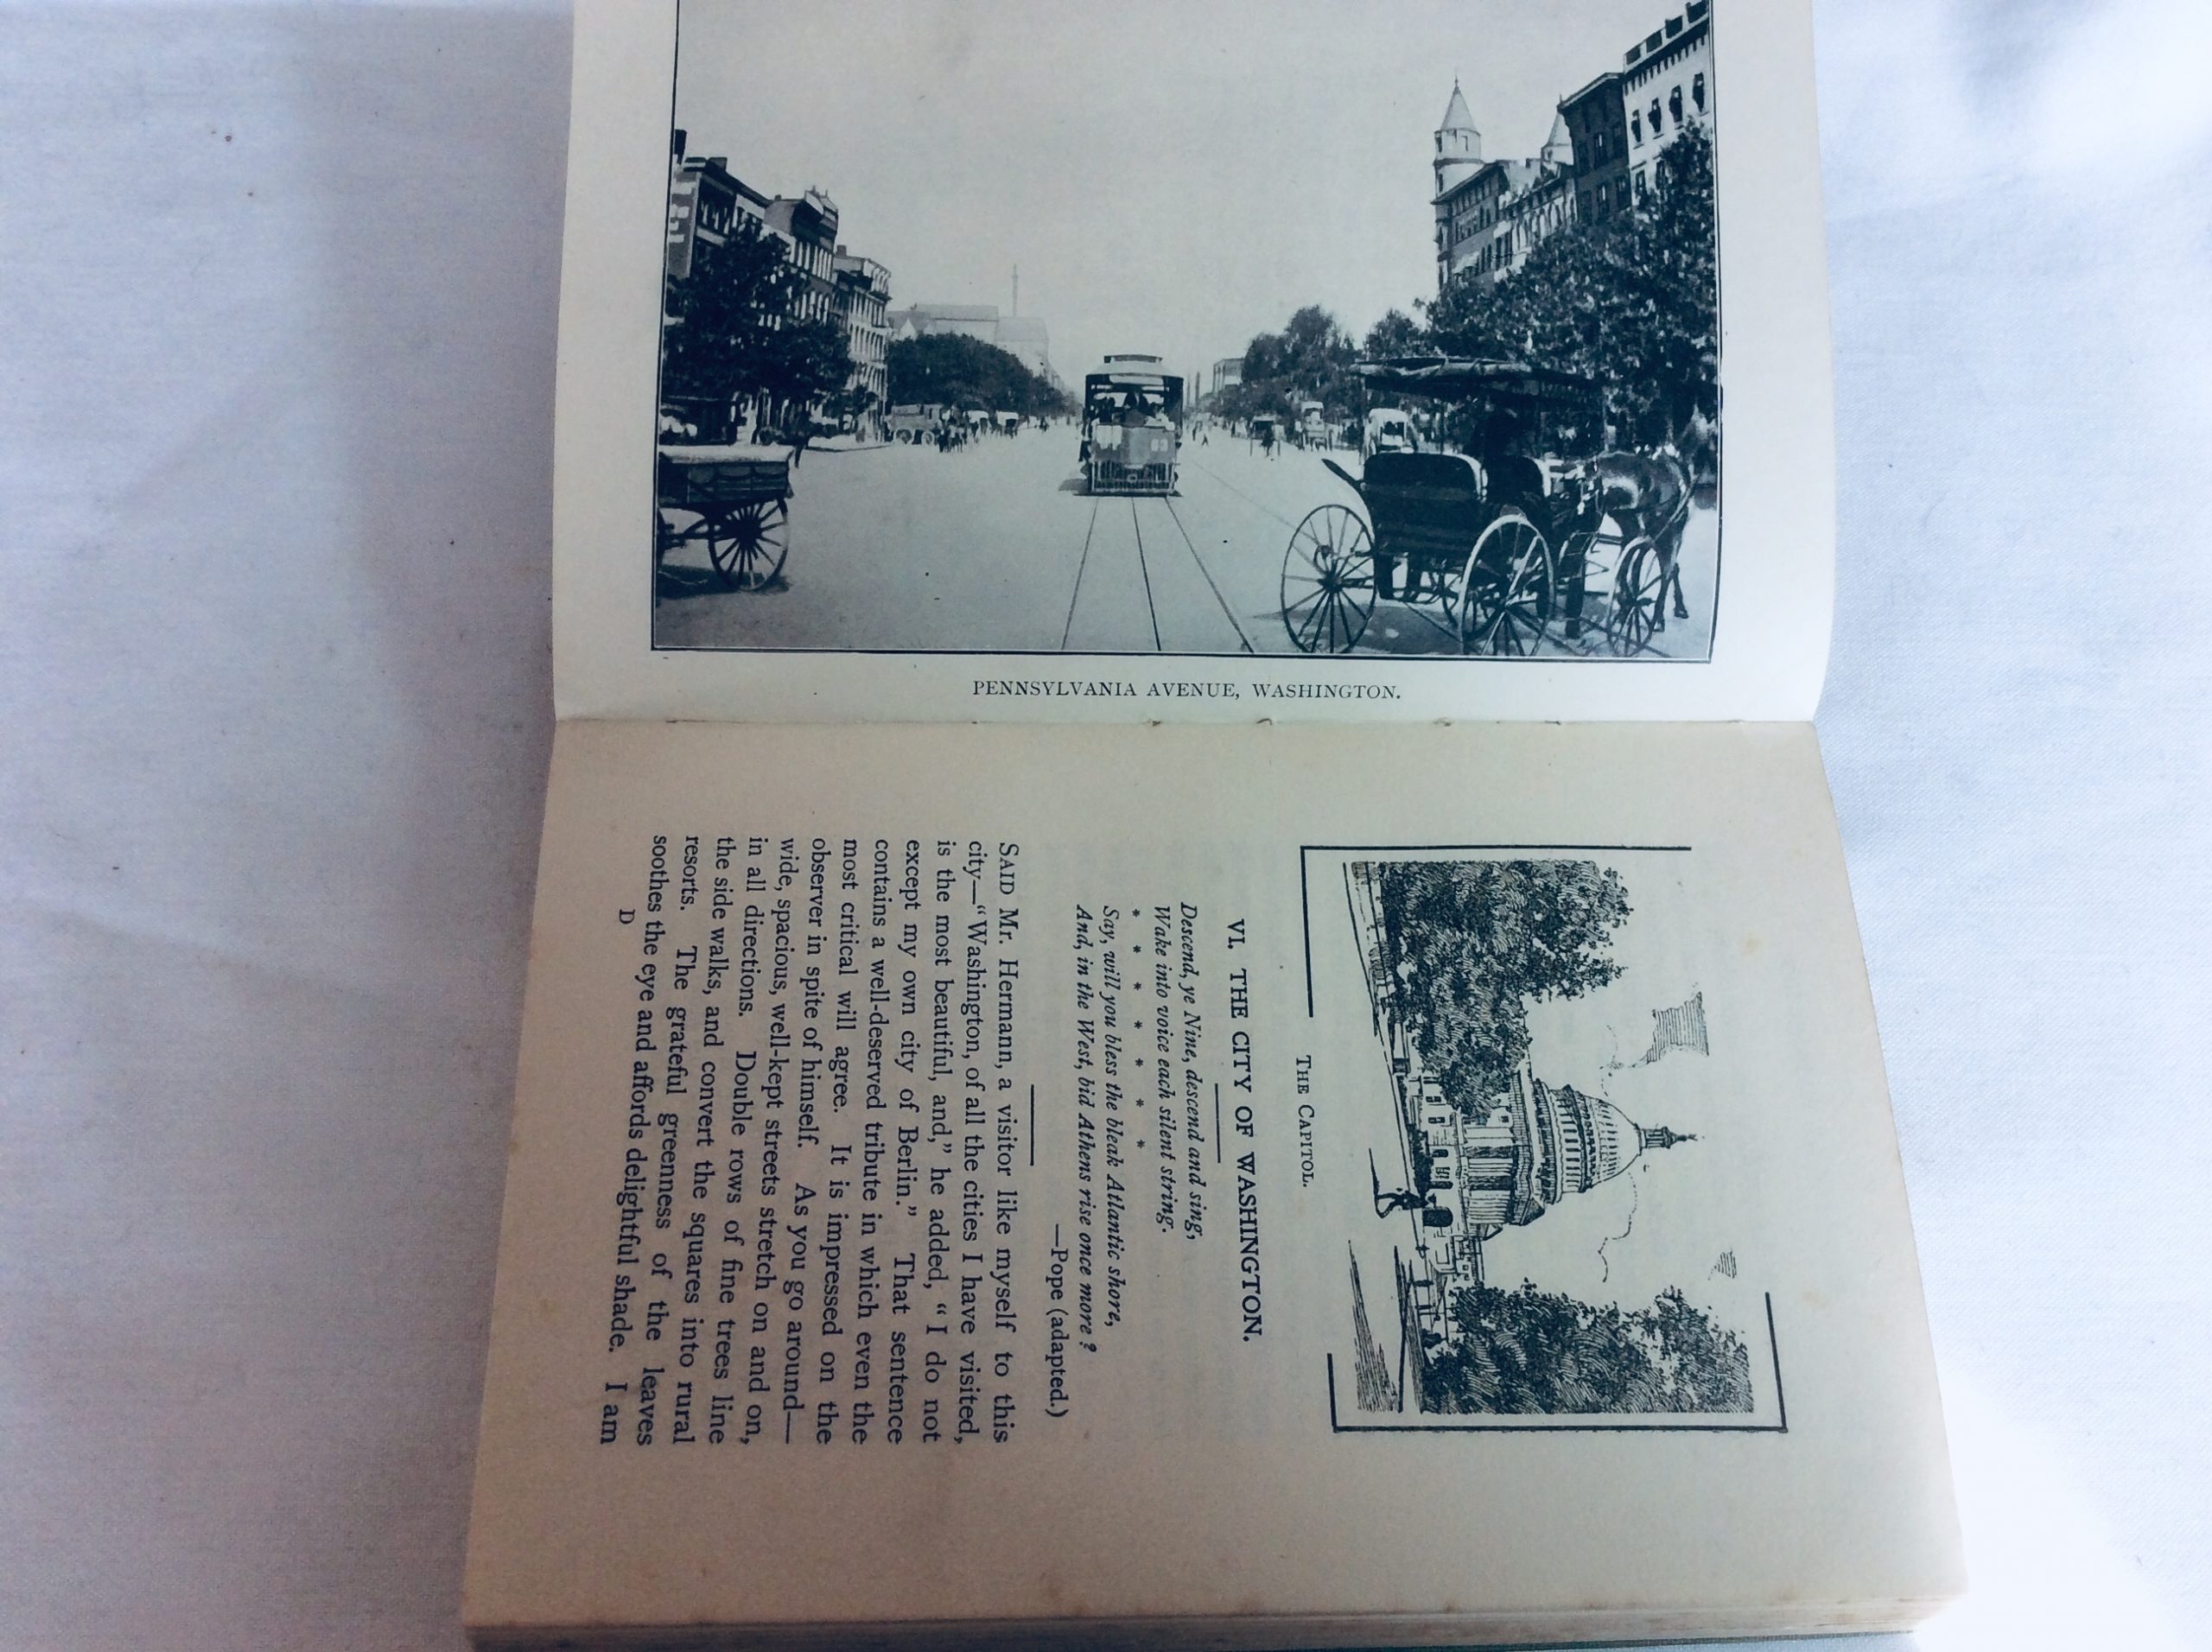 PENNSYLVANIA AVENUE, WASHINGTON.
THE CAPITOL.
VI. THE CITY OF WASHINGTON.
Descend, ye Nine, descend and sing,
Wake into voice each silent string.
* * * * * * *
Say, will you bless the bleak Atlantic shore,
And, in the West, bid Athens rise once more?
—Pope (adapted.)
SAID Mr. Hermann, a visitor like myself to this
city—“Washington, of all the cities I have visited,
is the most beautiful, and,” he added, “I do not
except my own city of Berlin.” That sentence
contains a well-deserved tribute in which even the
most critical will agree. It is impressed on the
observer in spite of himself. As you go around—
wide, spacious, well-kept streets stretch on and on,
in all directions. Double rows of fine trees line
the side walks, and convert the squares into rural
resorts. The grateful greenness of the leaves
soothes the eye and affords delightful shade. I am
D